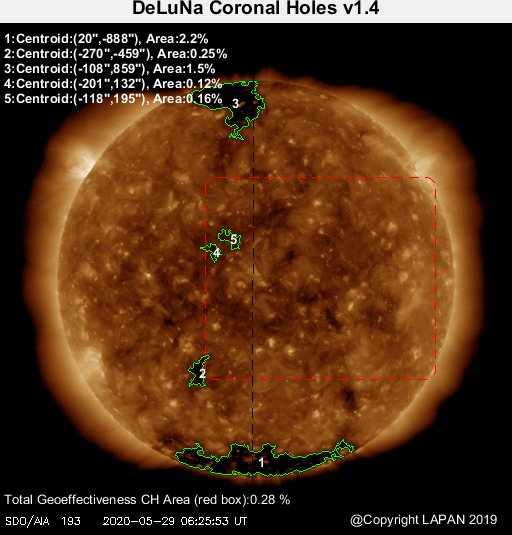 DeLuNa Coronal Holes v1.4
1:Centroid:(20",-888"), Area:2.2%
2:Centroid:(-270",-459"), Area:0.25%
3:Centroid:(-108",859"), Area:1.5%
4:Centroid:(-201",132"), Area:0.12%
5:Centroid:(-118",195"), Area:0.16%
3
5
4
2
1
Total Geoeffectiveness CH Area (red box):0.28 %
SDO/AIA 193 2020-05-29 06:25:53 UT
@Copyright LAPAN 2019